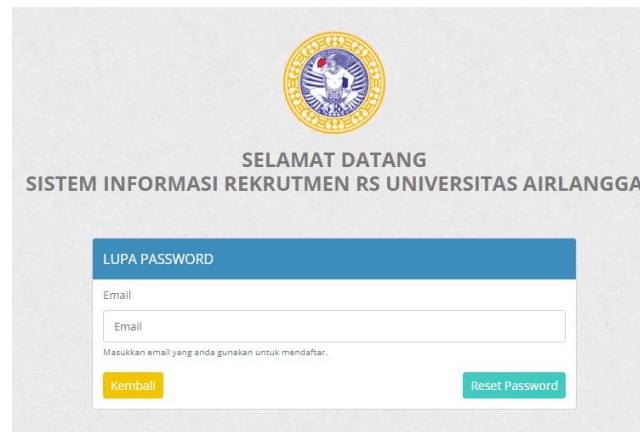 SELAMAT DATANG
SISTEM INFORMASI REKRUTMEN RS UNIVERSITAS AIRLANGGA
LUPA PASSWORD
Email
Email
Masukkan email yang anda gunakan untuk mendaftar.
Kembali
Reset Password